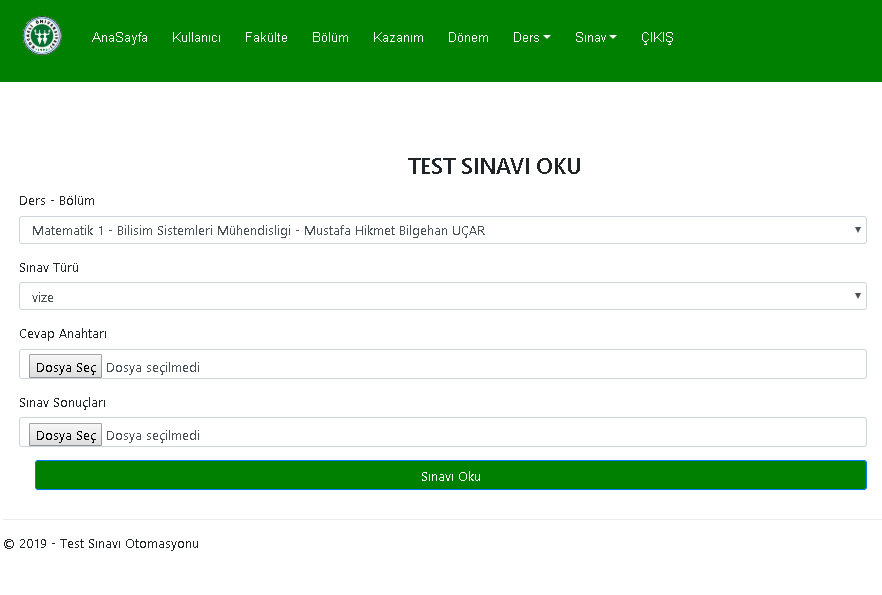 AnaSayfa Kullanıcı Fakülte Bölüm Kazanım Dönem Ders Sınav ÇIKIŞ
TEST SINAVI OKU
Ders - Bölüm
Matematik 1 - Bilisim Sistemleri Mühendisligi - Mustafa Hikmet Bilgehan UÇAR
Sınav Türü
vize
Cevap Anahtarı
Dosya Seç Dosya seçilmedi
Sınav Sonuçları
Dosya Seç Dosya seçilmedi
Sınavı Oku
© 2019 - Test Sınavı Otomasyonu